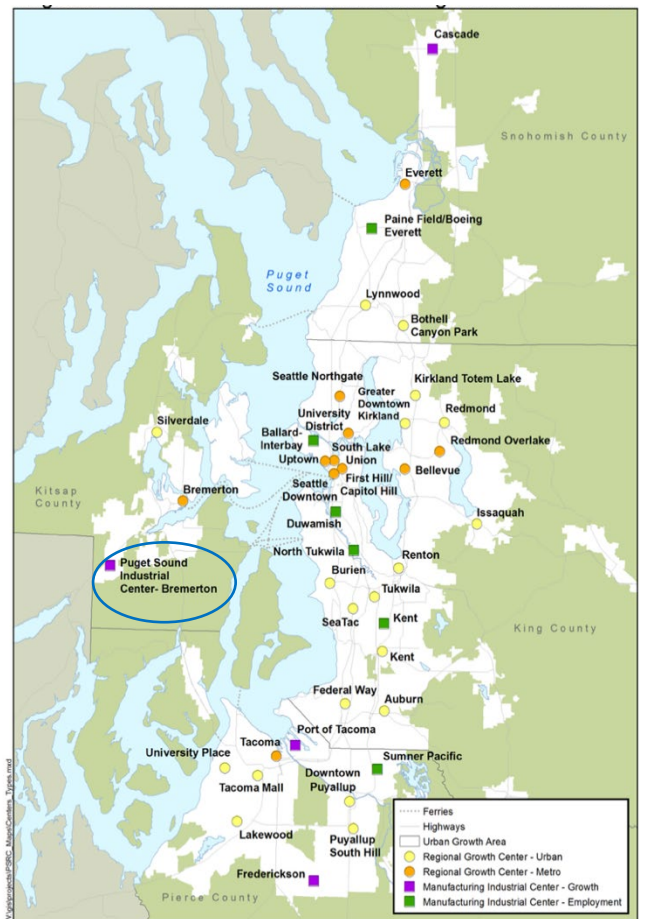 Cascade
Snohomish County
Everett
Paine Field/Boeing
Everett
Puget
Sound
Lynnwood
Bothell
Canyon Park
Seattle Northgate
Kirkland Totem Lake
Greater
Downtown
Kirkland
University
District
Redmond
Silverdale
Ballard-
Interbay
South Lake
Union
Redmond Overlake
Uptown
Bellevue
First Hill/
Capitol Hill
Seattle
Downtown
Kitsap
County
Bremerton
Issaquah
Duwamish
North Tukwila
Renton
Puget Sound
Industrial
Center- Bremerton
Burien
Tukwila
SeaTac
Kent
King County
Kent
Federal Way
Auburn
Port of Tacoma
Tacoma
University Place
Sumner Pacific
Downtown
Puyallup
Tacoma Mall
Lakewood
Puyallup
South Hill
Frederickson
Pierce County
Ferries
Highways
Urban Growth Area
Regional Growth Center - Urban
Regional Growth Center - Metro
Manufacturing Industrial Center - Growth
Manufacturing Industrial Center - Employment